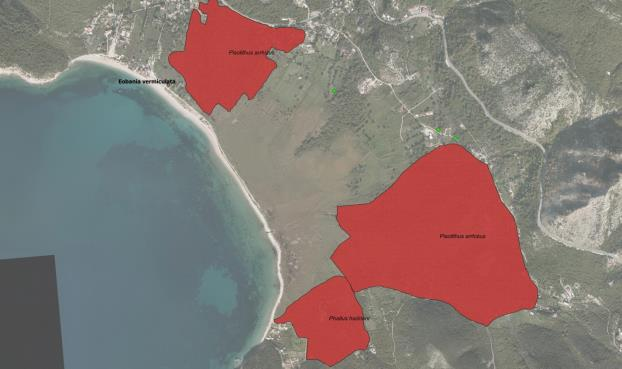 Pisolithus arrhizus
Eobania vermiculata
Pisolithus arrhizus
Phallus hadriani